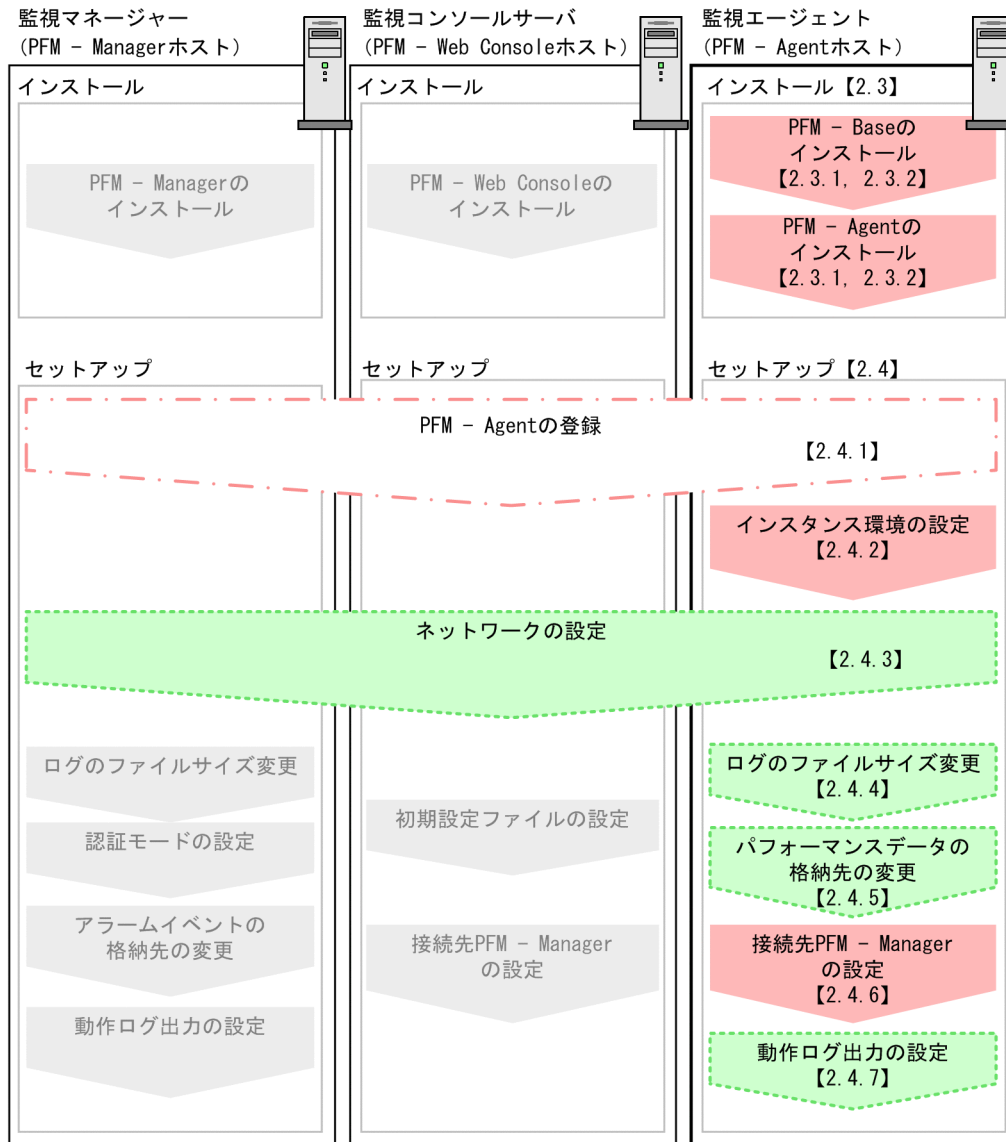 監視マネージャー
(PFM - Managerホスト)
インストール
PFM - Managerの
インストール
セットアップ
監視コンソールサーバ
(PFM - Web Consoleホスト)
インストール
PFM - Web Consoleの
インストール
セットアップ
監視エージェント
(PFM - Agentホスト)
インストール【2.3】
PFM - Baseの
インストール
【2.3.1, 2.3.2】
PFM - Agentの
インストール
【2.3.1, 2.3.2】
セットアップ【2.4】
PFM - Agentの登録
【2.4.1】
インスタンス環境の設定
【2.4.2】
ネットワークの設定
【2.4.3】
ログのファイルサイズ変更
認証モードの設定
アラームイベントの
格納先の変更
動作ログ出力の設定
初期設定ファイルの設定
接続先PFM - Manager
の設定
ログのファイルサイズ変更
【2.4.4】
パフォーマンスデータの
格納先の変更
【2.4.5】
接続先PFM - Manager
の設定
【2.4.6】
動作ログ出力の設定
【2.4.7】